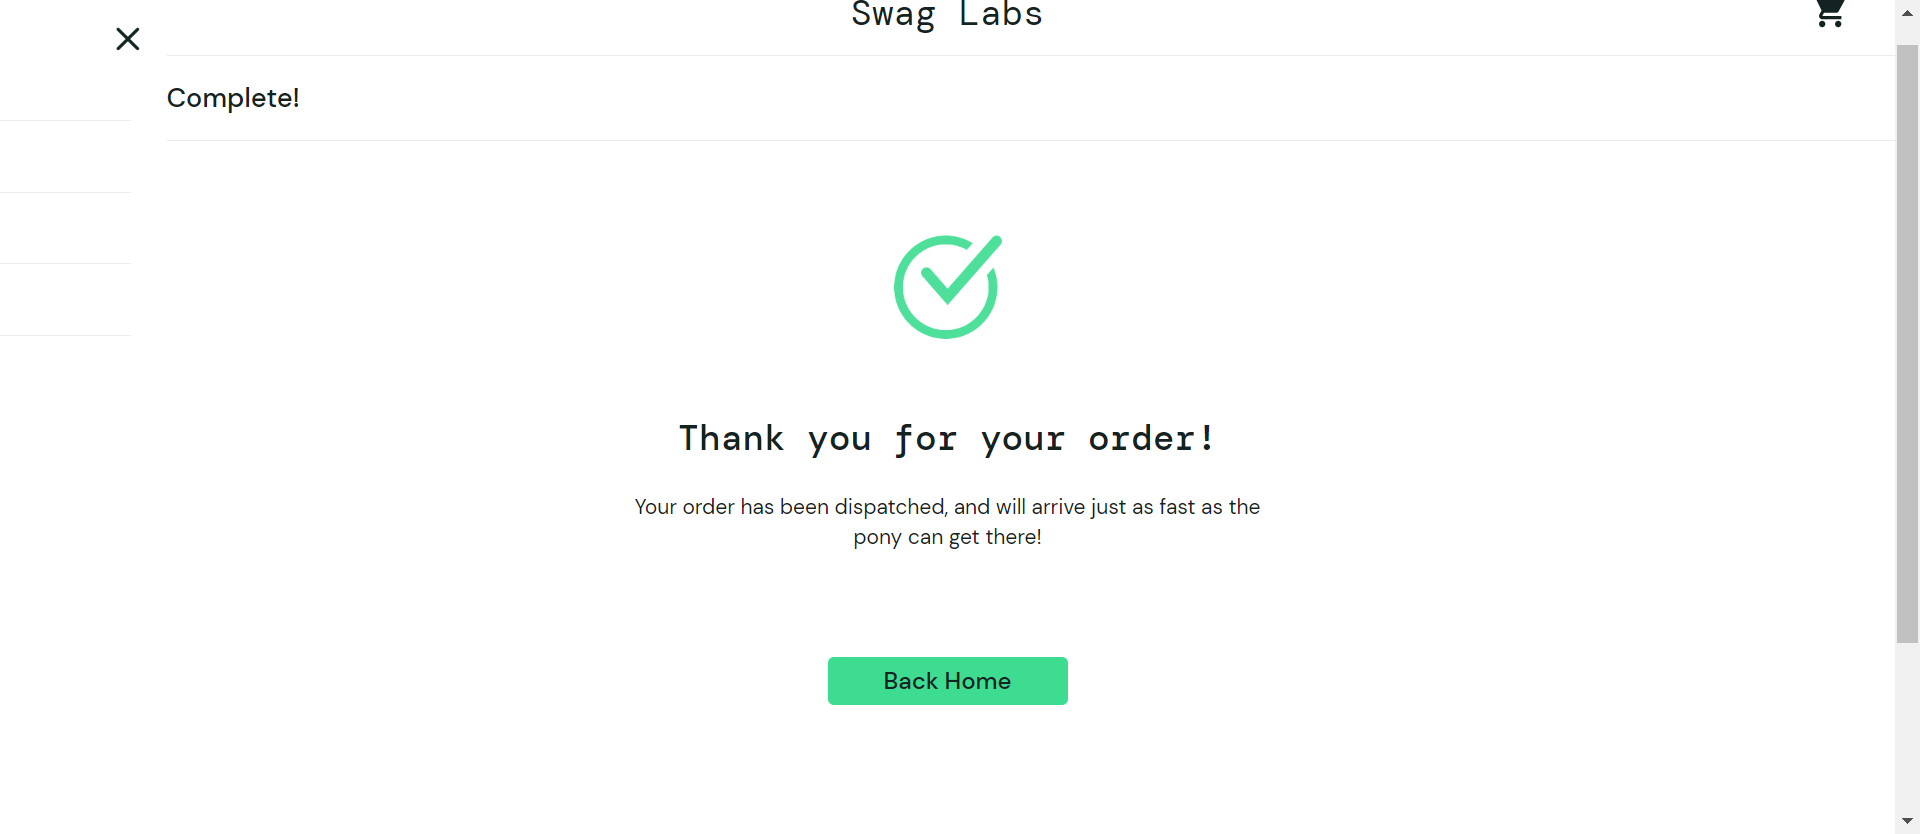 Swag Labs
Complete!
Thank you for your order!
Your order has been dispatched, and will arrive just as fast as the
pony can get there!
Back Home